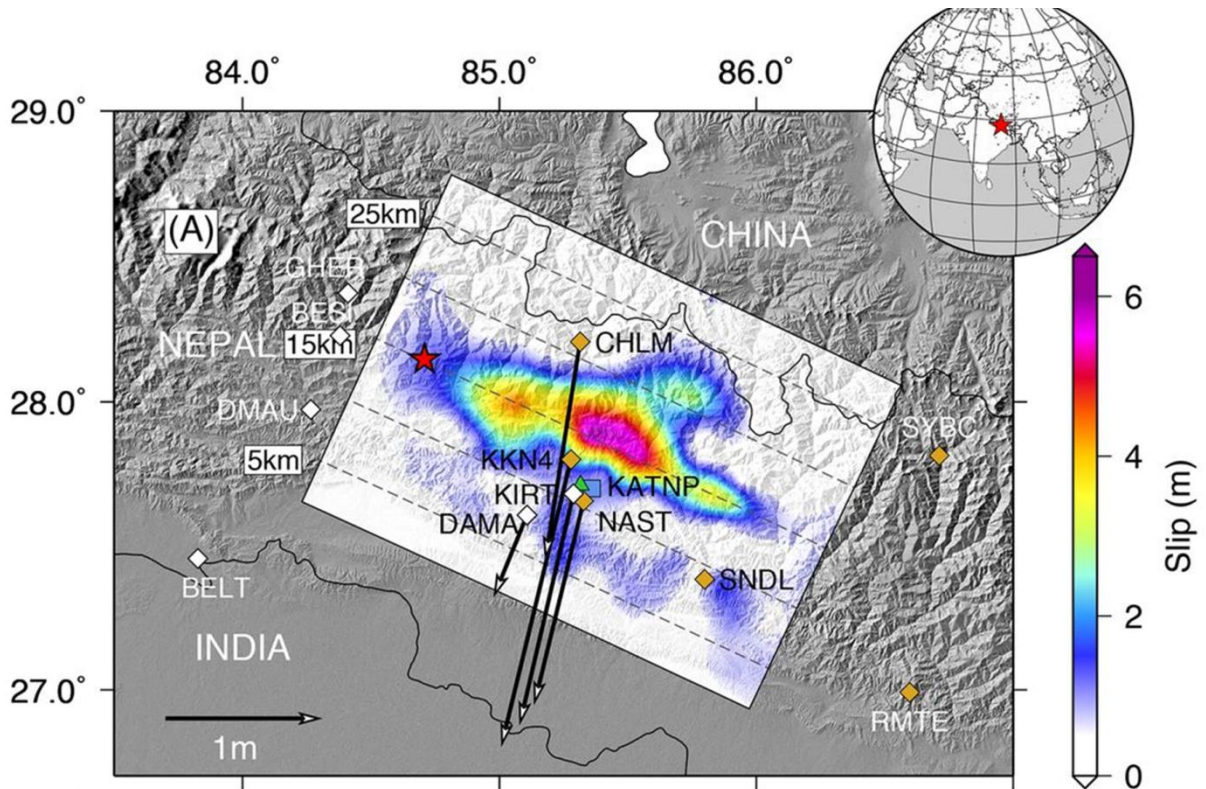 84.0° 85.0° 86.0°
29.0°
(A)
25km
CHINA
GHER
BESI
NEPAL
15km
CHLM
6
28.0°
DMAU
SYBC
5km
KKN4
4
KIRT
KATNP
DAMA
NAST
Slip (m)
BELT
SNDL
2
INDIA
27.0°
RMTE
1m
0